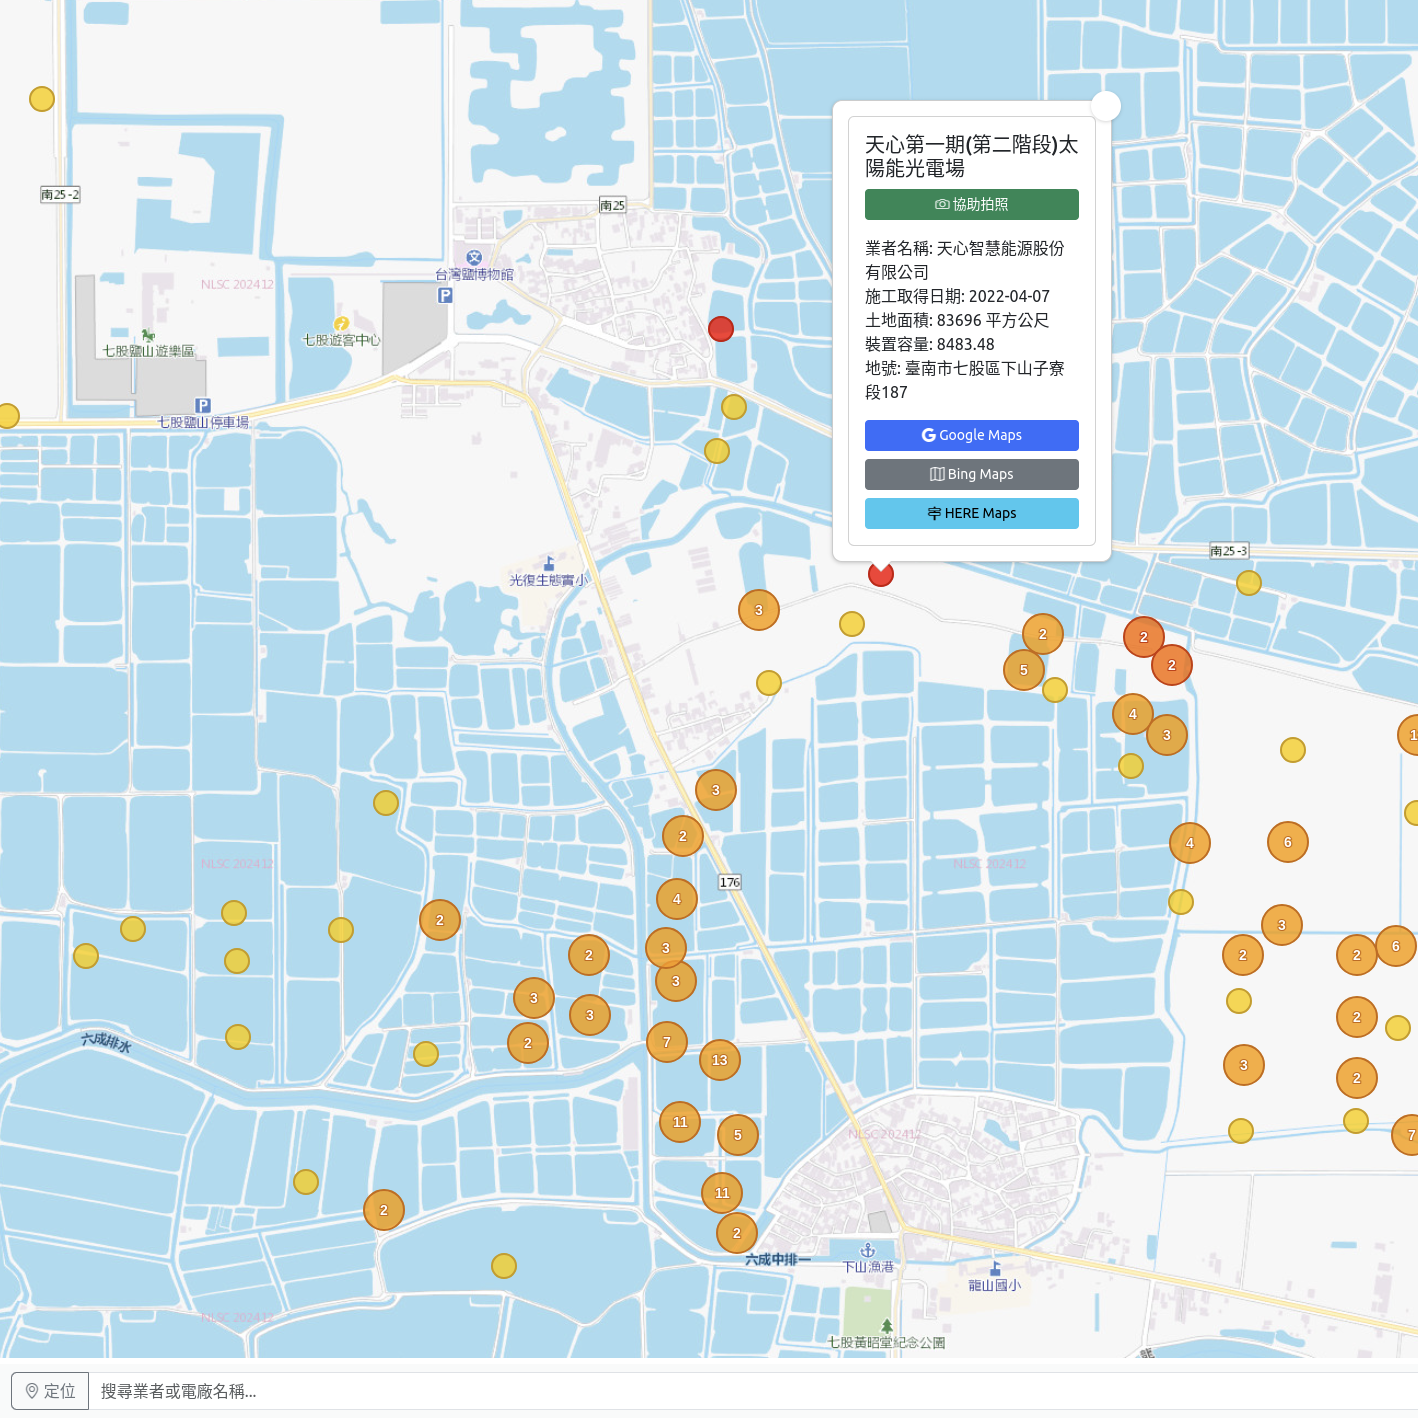 南25-2
南25
NLSC 202412
台灣鹽博物館
P
七股遊客中心
七股鹽山遊樂區
P
七股鹽山停車場
天心第一期(第二階段)太
陽能光電場
協助拍照
業者名稱: 天心智慧能源股份
有限公司
施工取得日期: 2022-04-07
土地面積: 83696 平方公尺
裝置容量: 8483.48
地號: 臺南市七股區下山子寮
段187
Google Maps
Bing Maps
HERE Maps
南25-3
光復生態實小
3
2
2
5
2
4
3
1
3
2
4
6
NLSC 202412
NLSC 202412
176
4
2
3
3
2
2
2
6
3
3
3
2
2
7
13
3
2
六成排水
11
5
7
NLSC 202412
11
2
2
六成中排一
下山漁港
龍山國小
NLSC 202412
七股黃昭堂紀念公園
定位
搜尋業者或電廠名稱...